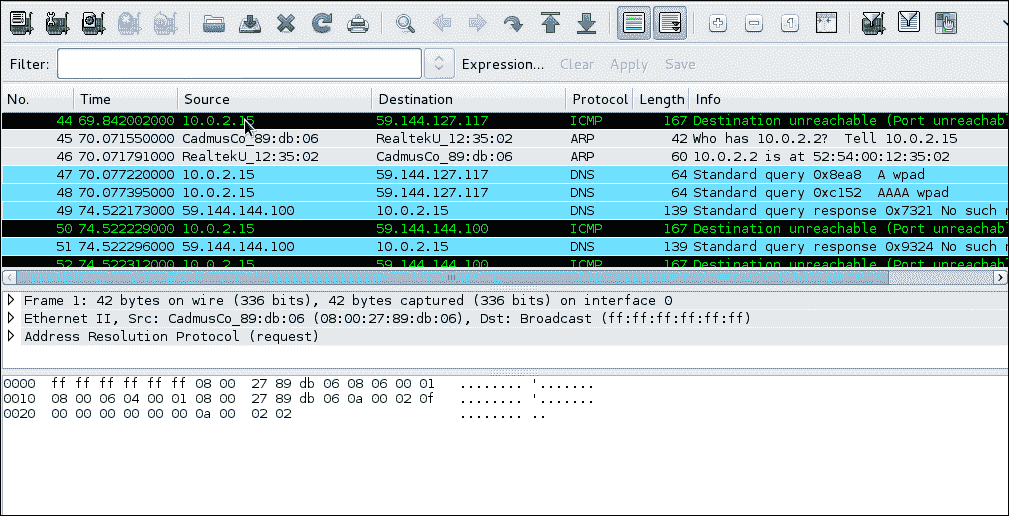 Filter: Expression... Clear Apply Save
No. Time Source Destination Protocol Length Info
44 69.842002000 10.0.2.15 59.144.127.117 ICMP 167 Destination unreachable (Port unreachabl
45 70.071550000 CadmusCo_89:db:06 RealtekU_12:35:02 ARP 42 Who has 10.0.2.2? Tell 10.0.2.15
46 70.071791000 RealtekU_12:35:02 CadmusCo_89:db:06 ARP 60 10.0.2.2 is at 52:54:00:12:35:02
47 70.077220000 10.0.2.15 59.144.127.117 DNS 64 Standard query 0x8ea8 A wpad
48 70.077395000 10.0.2.15 59.144.127.117 DNS 64 Standard query 0xc152 AAAA wpad
49 74.522173000 59.144.144.100 10.0.2.15 DNS 139 Standard query response 0x7321 No such n
50 74.522229000 10.0.2.15 59.144.144.100 ICMP 167 Destination unreachable (Port unreachabl
51 74.522296000 59.144.144.100 10.0.2.15 DNS 139 Standard query response 0x9324 No such n
52 74.522312000 10.0.2.15 59.144.144.100 ICMP 167 Destination unreachable (Port unreachabl
Frame 1: 42 bytes on wire (336 bits), 42 bytes captured (336 bits) on interface 0
Ethernet II, Src: CadmusCo_89:db:06 (08:00:27:89:db:06), Dst: Broadcast (ff:ff:ff:ff:ff:ff)
Address Resolution Protocol (request)
0000 ff ff ff ff ff ff 08 00 27 89 db 06 08 06 00 01 ........ '.......
0010 08 00 06 04 00 01 08 00 27 89 db 06 0a 00 02 0f ........ '.......
0020 00 00 00 00 00 00 0a 00 02 02 ........ ..